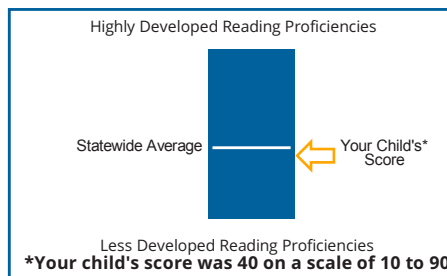 Highly Developed Reading Proficiencies
Statewide Average
Your Child's*
Score
Less Developed Reading Proficiencies
*Your child's score was 40 on a scale of 10 to 90